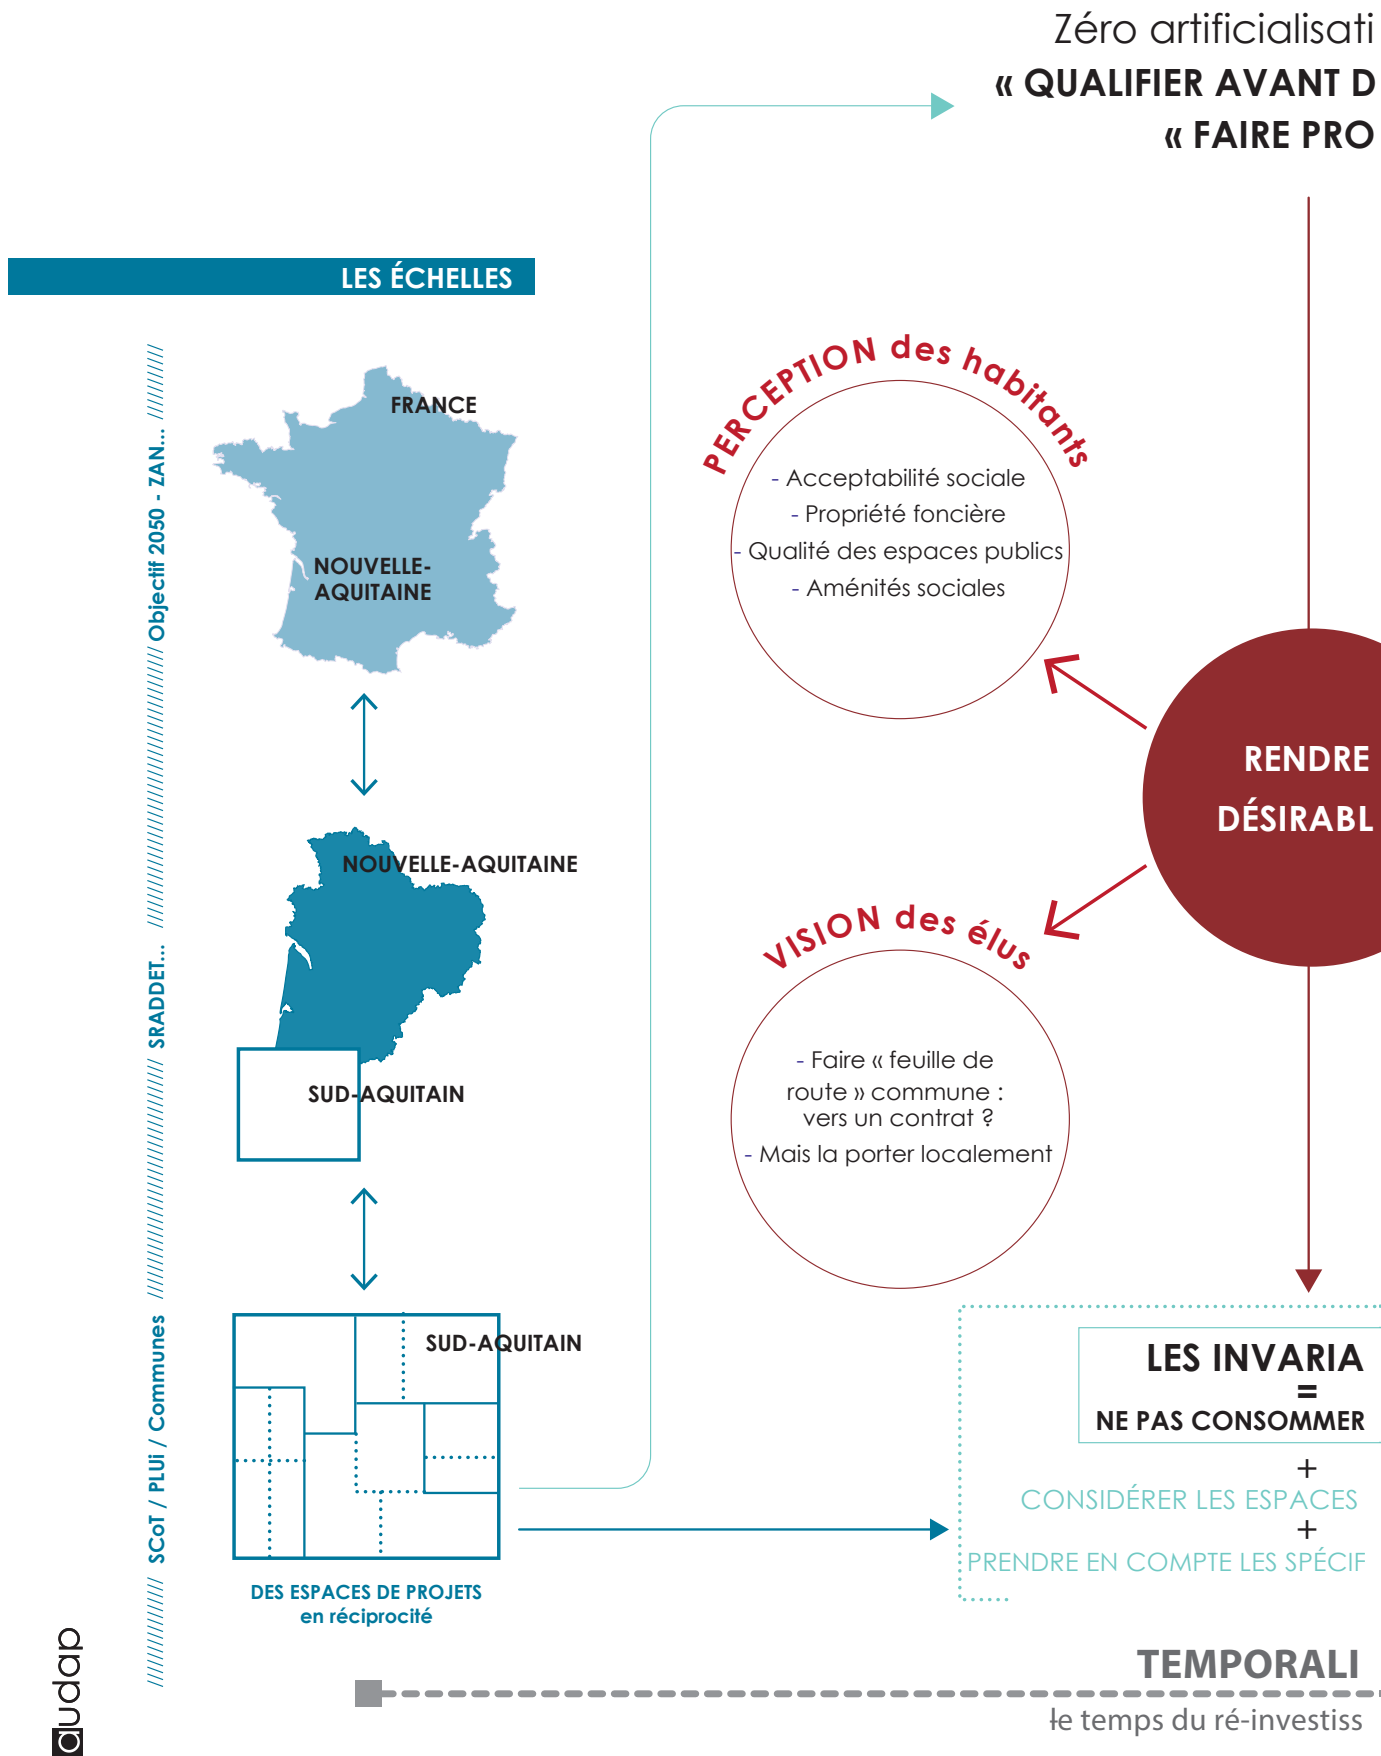 Zéro artificialisati
« QUALIFIER AVANT D
« FAIRE PRO
LES ÉCHELLES
Objectif 2050 - ZAN...
SRADDET...
SCoT / PLUi / Communes
FRANCE
NOUVELLE-
AQUITAINE
NOUVELLE-AQUITAINE
SUD-AQUITAIN
SUD-AQUITAIN
DES ESPACES DE PROJETS
en réciprocité
PERCEPTION des habitants
- Acceptabilité sociale
- Propriété foncière
- Qualité des espaces publics
- Aménités sociales
RENDRE
DÉSIRABL
VISION des élus
- Faire « feuille de
route » commune :
vers un contrat ?
- Mais la porter localement
LES INVARIA
=
NE PAS CONSOMMER
+
CONSIDÉRER LES ESPACES
+
PRENDRE EN COMPTE LES SPÉCIF
TEMPORALI
le temps du ré-investiss
audap